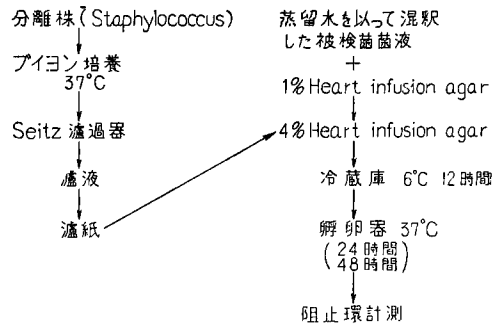 分離株(Staphylococcus)
ブイヨン培養
37°C
Seitz濾過器
濾液
濾紙
蒸留水を以って混釈
した被検菌菌液
+
1% Heart infusion agar
4% Heart infusion agar
冷蔵庫 6°C 12時間
孵卵器 37°C
(24時間
48時間)
阻止環計測